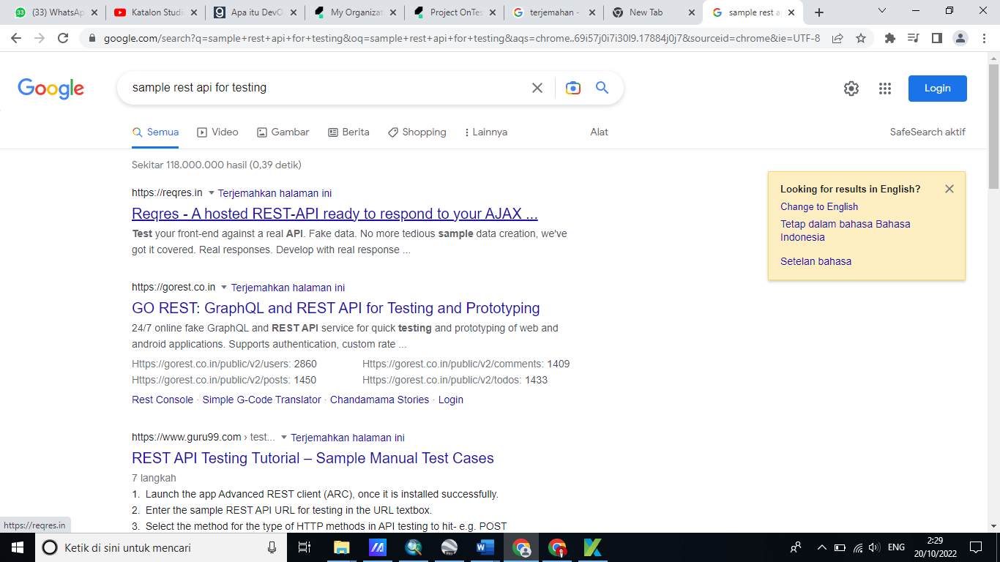 (33) WhatsAp
Katalon Studi
Apa itu DevO
My Organizat
Project OnTes
terjemahan -
New Tab
sample rest a
google.com/search?q=sample+rest+api+for+testing&oq=sample+rest+api+for+testing&aqs=chrome..69i57j0i7i30l9.17884j0j7&sourceid=chrome&ie=UTF-8
Google
sample rest api for testing
Login
Semua
Video
Gambar
Berita
Shopping
Lainnya
Alat
SafeSearch aktif
Sekitar 118.000.000 hasil (0,39 detik)
https://reqres.in Terjemahkan halaman ini
Reqres - A hosted REST-API ready to respond to your AJAX ...
Test your front-end against a real API. Fake data. No more tedious sample data creation, we've
got it covered. Real responses. Develop with real response ...
Looking for results in English?
Change to English
Tetap dalam bahasa Bahasa
Indonesia
Setelan bahasa
https://gorest.co.in Terjemahkan halaman ini
GO REST: GraphQL and REST API for Testing and Prototyping
24/7 online fake GraphQL and REST API service for quick testing and prototyping of web and
android applications. Supports authentication, custom rate ...
Https://gorest.co.in/public/v2/users: 2860 Https://gorest.co.in/public/v2/comments: 1409
Https://gorest.co.in/public/v2/posts: 1450 Https://gorest.co.in/public/v2/todos: 1433
Rest Console · Simple G-Code Translator · Chandamama Stories · Login
https://www.guru99.com › test... Terjemahkan halaman ini
REST API Testing Tutorial – Sample Manual Test Cases
7 langkah
1. Launch the app Advanced REST client (ARC), once it is installed successfully.
2. Enter the sample REST API URL for testing in the URL textbox.
3. Select the method for the type of HTTP methods in API testing to hit- e.g. POST
https://reqres.in
Ketik di sini untuk mencari
Pro
ENG
2:29
20/10/2022